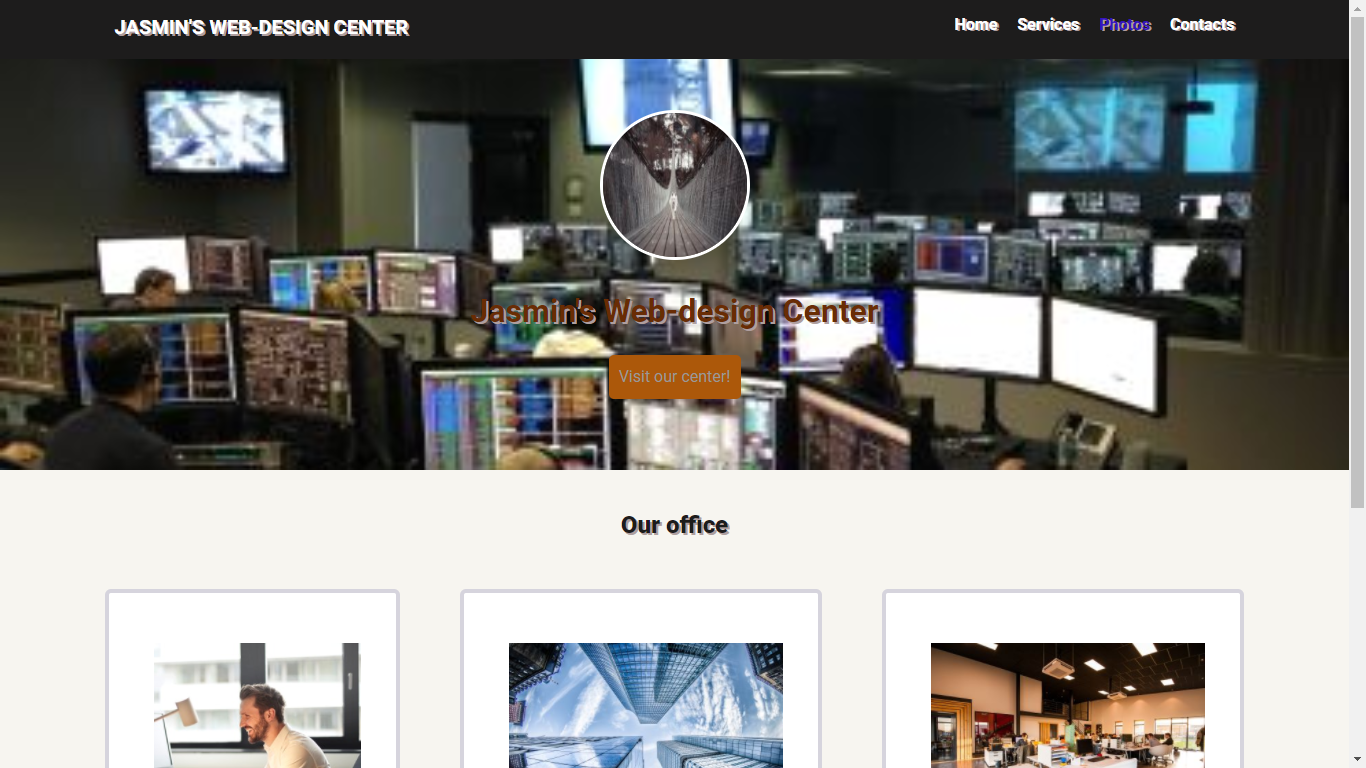 JASMIN'S WEB-DESIGN CENTER
Home Services Photos Contacts
Jasmin's Web-design Center
Visit our center!
Our office